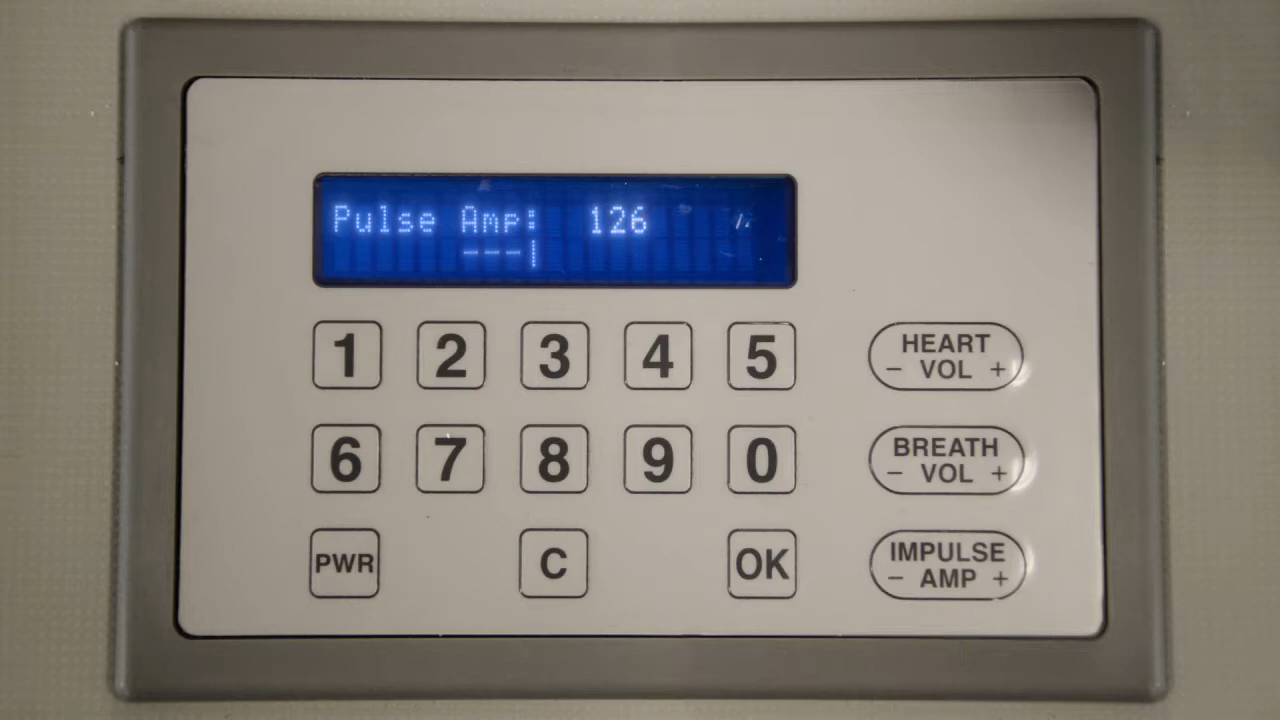 Pulse Amp: 126
---|
1 2 3 4 5
HEART
- VOL +
6 7 8 9 0
BREATH
- VOL +
PWR C OK
IMPULSE
- AMP +